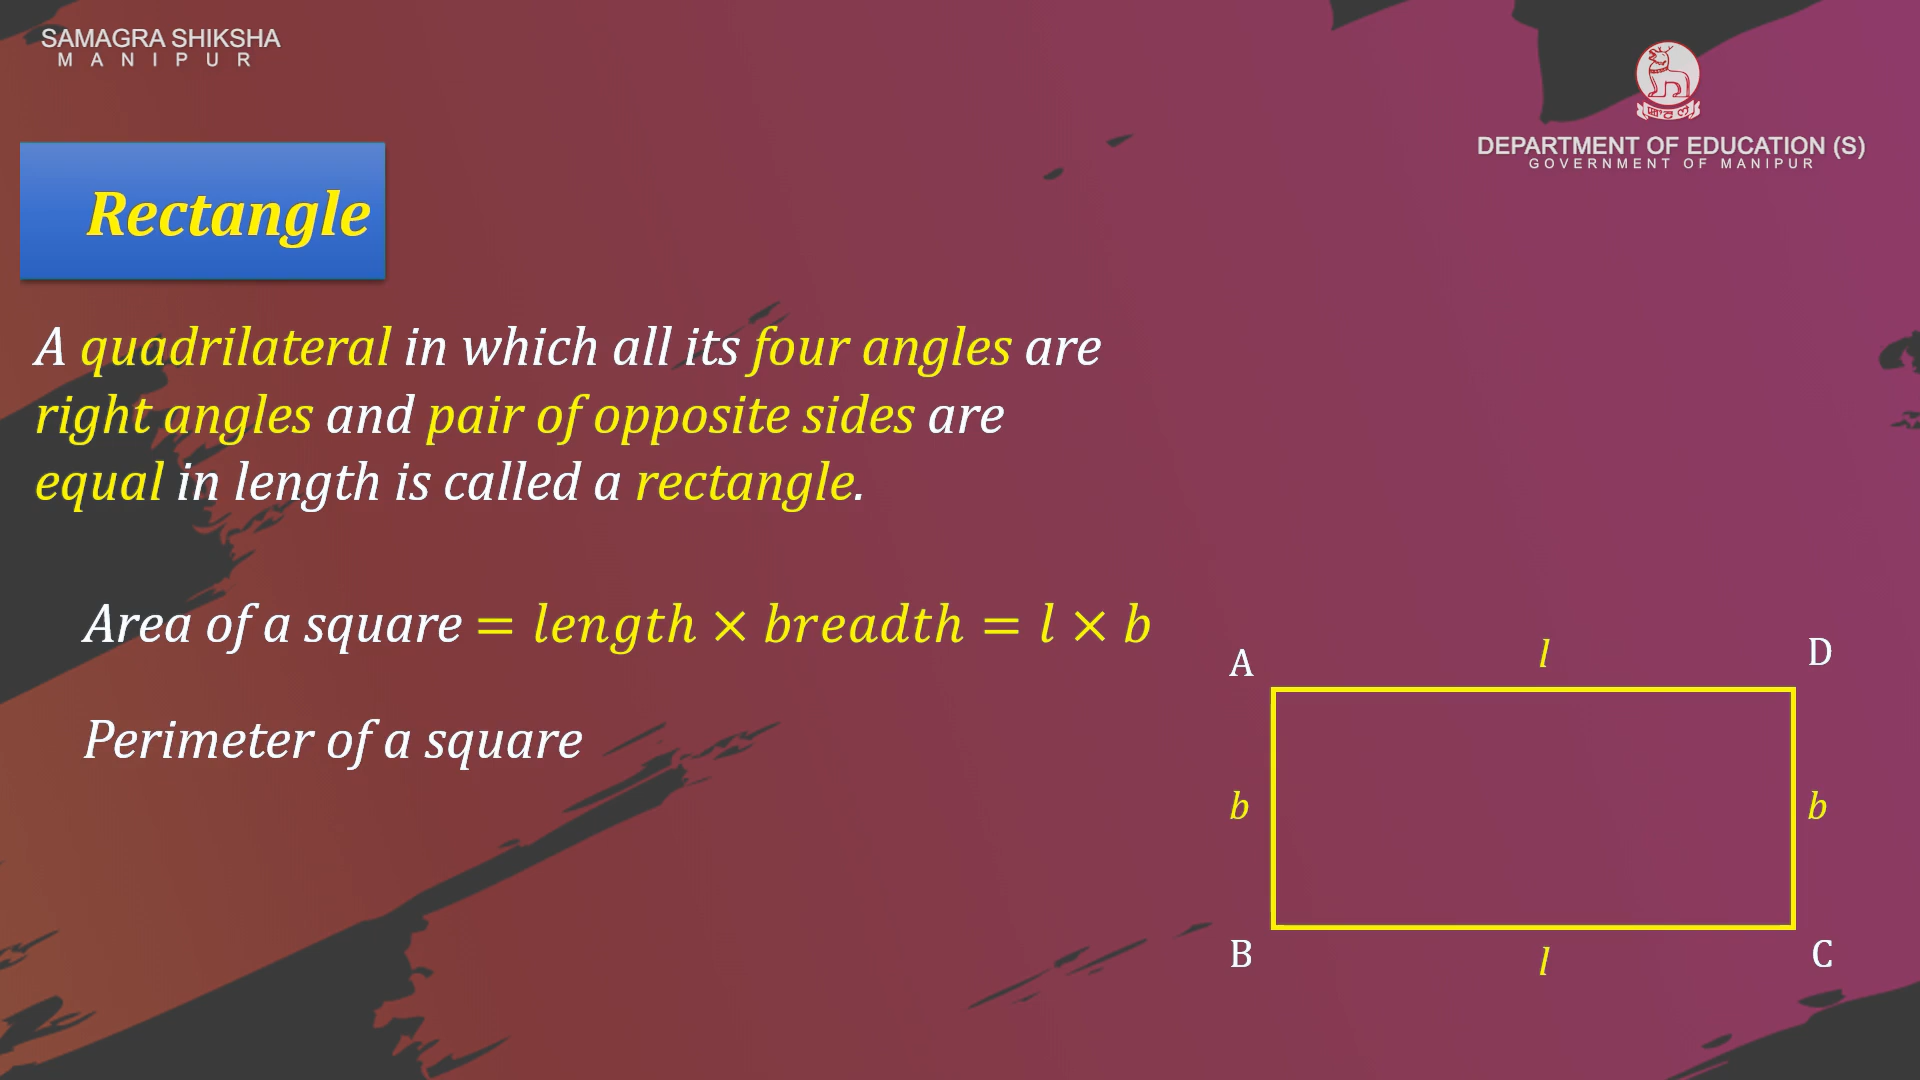 SAMAGRA SHIKSHA
MANIPUR
DEPARTMENT OF EDUCATION (S)
GOVERNMENT OF MANIPUR
Rectangle
A quadrilateral in which all its four angles are
right angles and pair of opposite sides are
equal in length is called a rectangle.
Area of a square = length × breadth = l × b
Perimeter of a square
A l D
b b
B l C